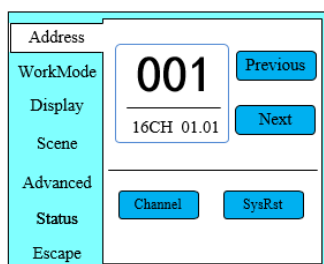 Address
WorkMode
Display
Scene
Advanced
Status
Escape
001
16CH 01.01
Previous
Next
Channel
SysRst